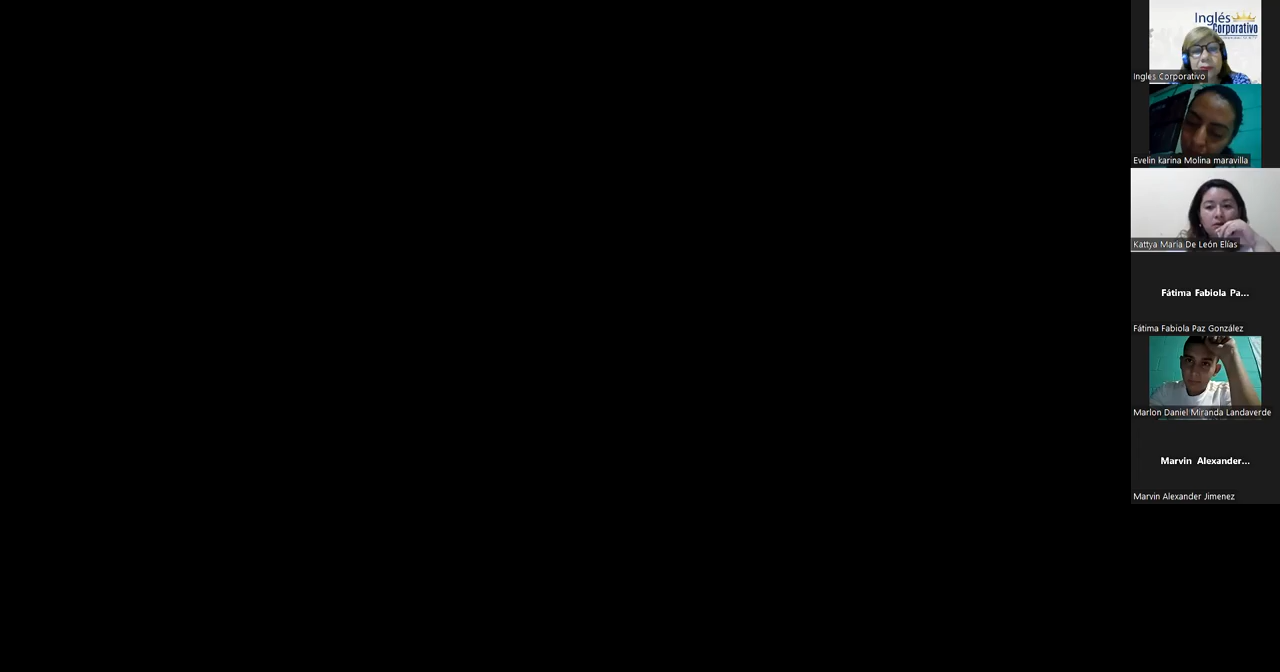 Inglés
Corporativo
Ingles Corporativo
Evelin karina Molina maravilla
Kattya María De León Elías
Fátima Fabiola Pa...
Fátima Fabiola Paz González
Marlon Daniel Miranda Landaverde
Marvin Alexander...
Marvin Alexander Jimenez